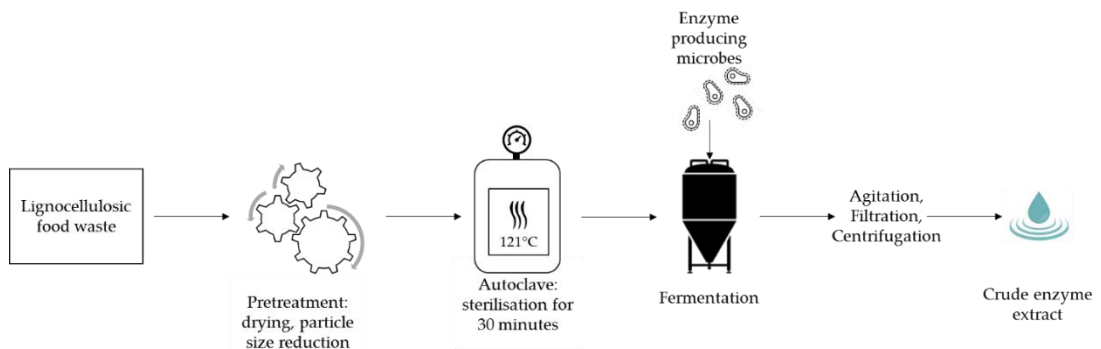 Enzyme
producing
microbes
Lignocellulosic
food waste
121°C
Agitation,
Filtration,
Centrifugation
Pretreatment:
drying, particle
size reduction
Autoclave:
sterilisation for
30 minutes
Fermentation
Crude enzyme
extract